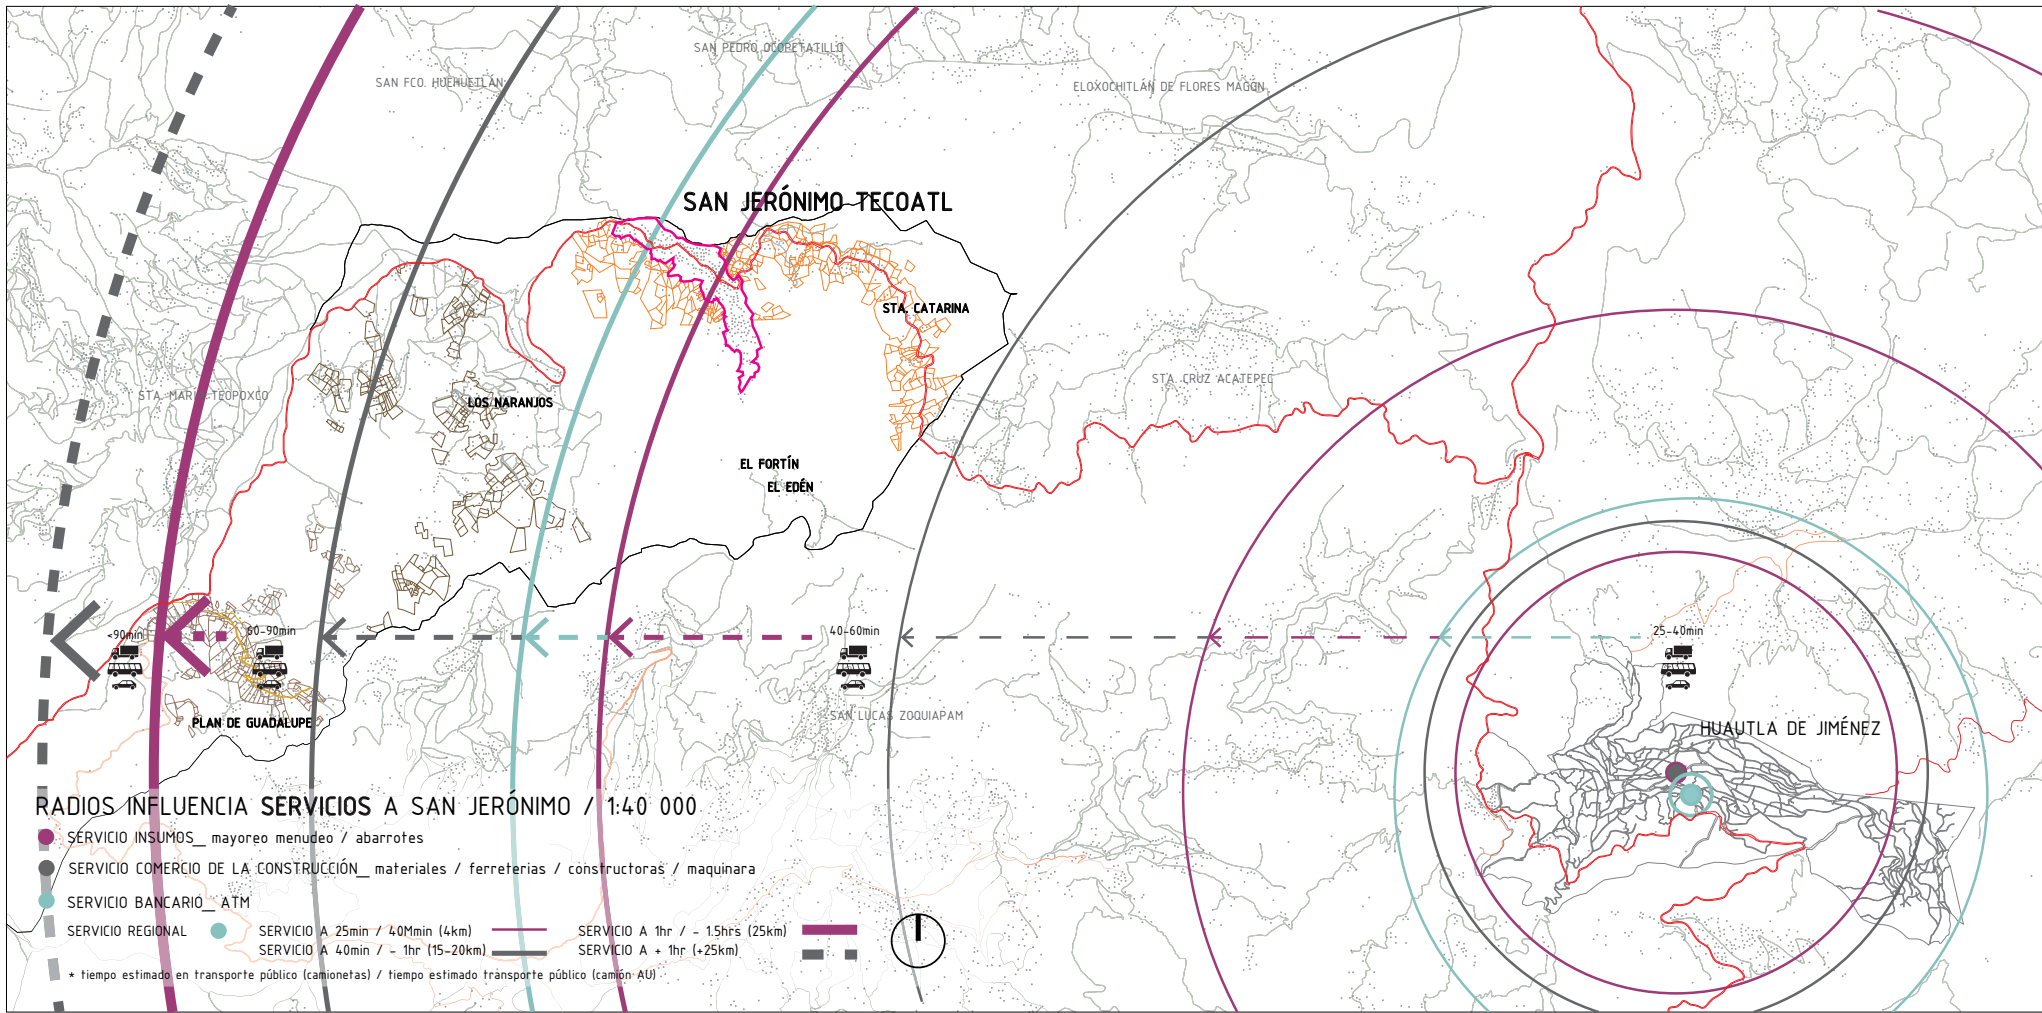 SAN PEDRO OCOPETATILLO
SAN FCO. HUEHUETLÁN
ELOXOCHITLÁN DE FLORES MAGÓN
SAN JERÓNIMO TECOATL
STA. CATARINA
STA. CRUZ ACATEPEC
STA. MARÍA TEOPOXCO
LOS NARANJOS
EL FORTÍN
EL EDÉN
<90min
60-90min
40-60min
25-40min
PLAN DE GUADALUPE
SAN LUCAS ZOQUIAPAM
HUAUTLA DE JIMÉNEZ
RADIOS INFLUENCIA SERVICIOS A SAN JERÓNIMO / 1:40 000
SERVICIO INSUMOS_ mayoreo menudeo / abarrotes
SERVICIO COMERCIO DE LA CONSTRUCCIÓN_ materiales / ferreterias / constructoras / maquinara
SERVICIO BANCARIO_ ATM
SERVICIO REGIONAL
SERVICIO A 25min / 40Mmin (4km)
SERVICIO A 1hr / - 1.5hrs (25km)
SERVICIO A 40min / - 1hr (15-20km)
SERVICIO A + 1hr (+25km)
* tiempo estimado en transporte público (camionetas) / tiempo estimado transporte público (camión AU)